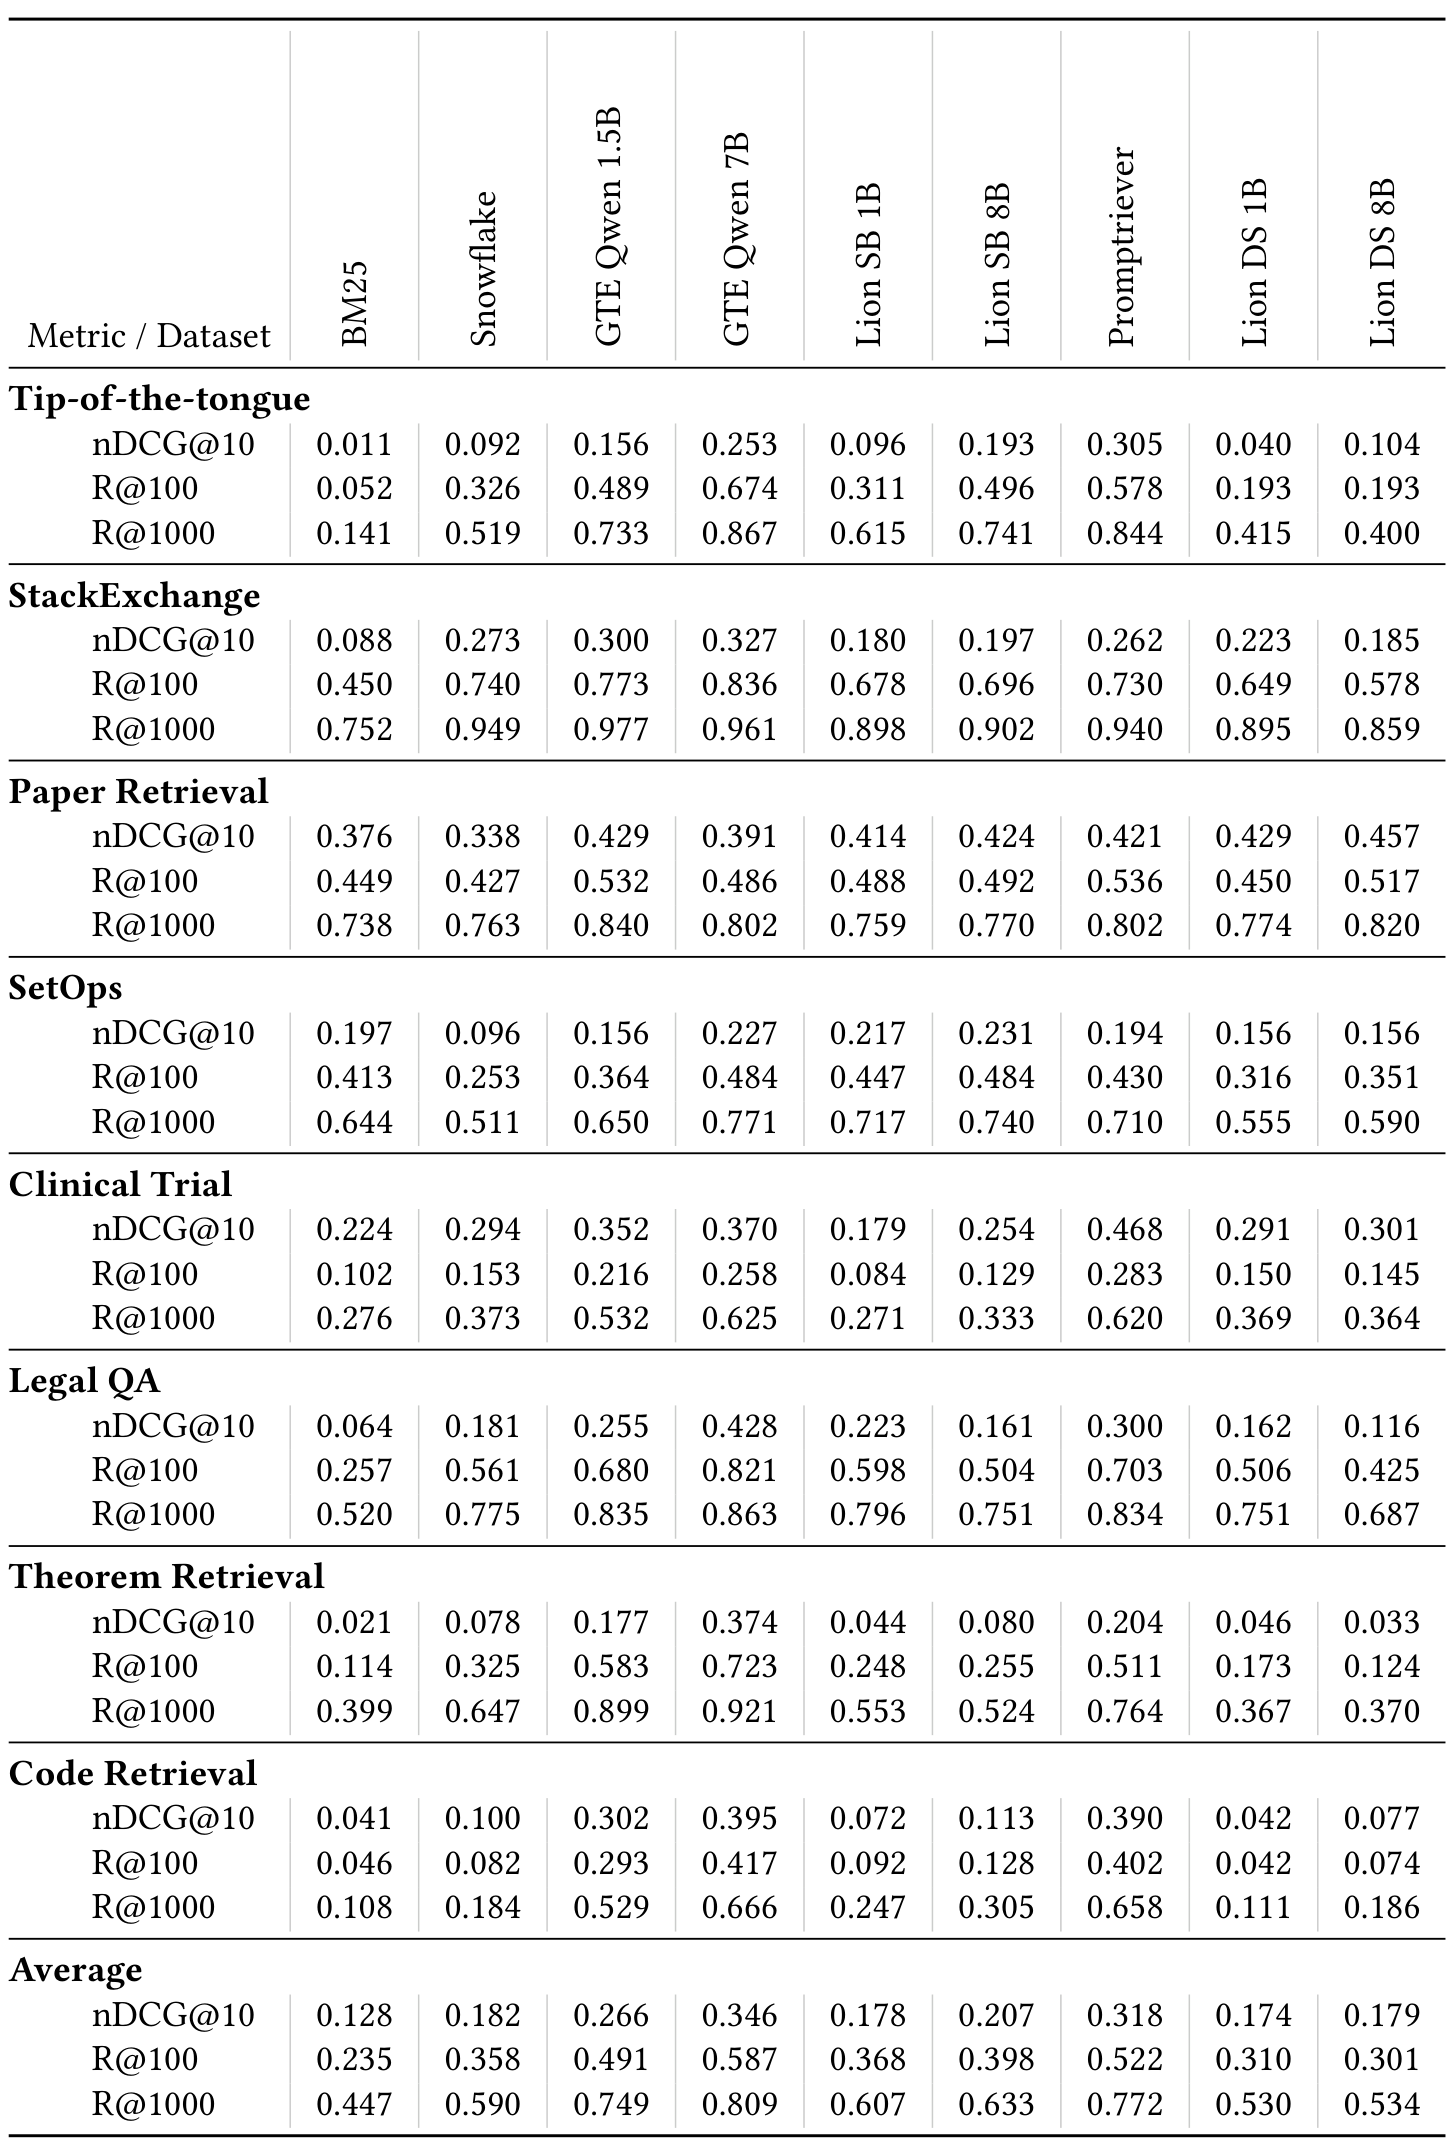 Metric / Dataset BM25 Snowflake GTE Qwen 1.5B GTE Qwen 7B Lion SB 1B Lion SB 8B Promptriever Lion DS 1B Lion DS 8B
Tip-of-the-tongue
nDCG@10 0.011 0.092 0.156 0.253 0.096 0.193 0.305 0.040 0.104
R@100 0.052 0.326 0.489 0.674 0.311 0.496 0.578 0.193 0.193
R@1000 0.141 0.519 0.733 0.867 0.615 0.741 0.844 0.415 0.400
StackExchange
nDCG@10 0.088 0.273 0.300 0.327 0.180 0.197 0.262 0.223 0.185
R@100 0.450 0.740 0.773 0.836 0.678 0.696 0.730 0.649 0.578
R@1000 0.752 0.949 0.977 0.961 0.898 0.902 0.940 0.895 0.859
Paper Retrieval
nDCG@10 0.376 0.338 0.429 0.391 0.414 0.424 0.421 0.429 0.457
R@100 0.449 0.427 0.532 0.486 0.488 0.492 0.536 0.450 0.517
R@1000 0.738 0.763 0.840 0.802 0.759 0.770 0.802 0.774 0.820
SetOps
nDCG@10 0.197 0.096 0.156 0.227 0.217 0.231 0.194 0.156 0.156
R@100 0.413 0.253 0.364 0.484 0.447 0.484 0.430 0.316 0.351
R@1000 0.644 0.511 0.650 0.771 0.717 0.740 0.710 0.555 0.590
Clinical Trial
nDCG@10 0.224 0.294 0.352 0.370 0.179 0.254 0.468 0.291 0.301
R@100 0.102 0.153 0.216 0.258 0.084 0.129 0.283 0.150 0.145
R@1000 0.276 0.373 0.532 0.625 0.271 0.333 0.620 0.369 0.364
Legal QA
nDCG@10 0.064 0.181 0.255 0.428 0.223 0.161 0.300 0.162 0.116
R@100 0.257 0.561 0.680 0.821 0.598 0.504 0.703 0.506 0.425
R@1000 0.520 0.775 0.835 0.863 0.796 0.751 0.834 0.751 0.687
Theorem Retrieval
nDCG@10 0.021 0.078 0.177 0.374 0.044 0.080 0.204 0.046 0.033
R@100 0.114 0.325 0.583 0.723 0.248 0.255 0.511 0.173 0.124
R@1000 0.399 0.647 0.899 0.921 0.553 0.524 0.764 0.367 0.370
Code Retrieval
nDCG@10 0.041 0.100 0.302 0.395 0.072 0.113 0.390 0.042 0.077
R@100 0.046 0.082 0.293 0.417 0.092 0.128 0.402 0.042 0.074
R@1000 0.108 0.184 0.529 0.666 0.247 0.305 0.658 0.111 0.186
Average
nDCG@10 0.128 0.182 0.266 0.346 0.178 0.207 0.318 0.174 0.179
R@100 0.235 0.358 0.491 0.587 0.368 0.398 0.522 0.310 0.301
R@1000 0.447 0.590 0.749 0.809 0.607 0.633 0.772 0.530 0.534